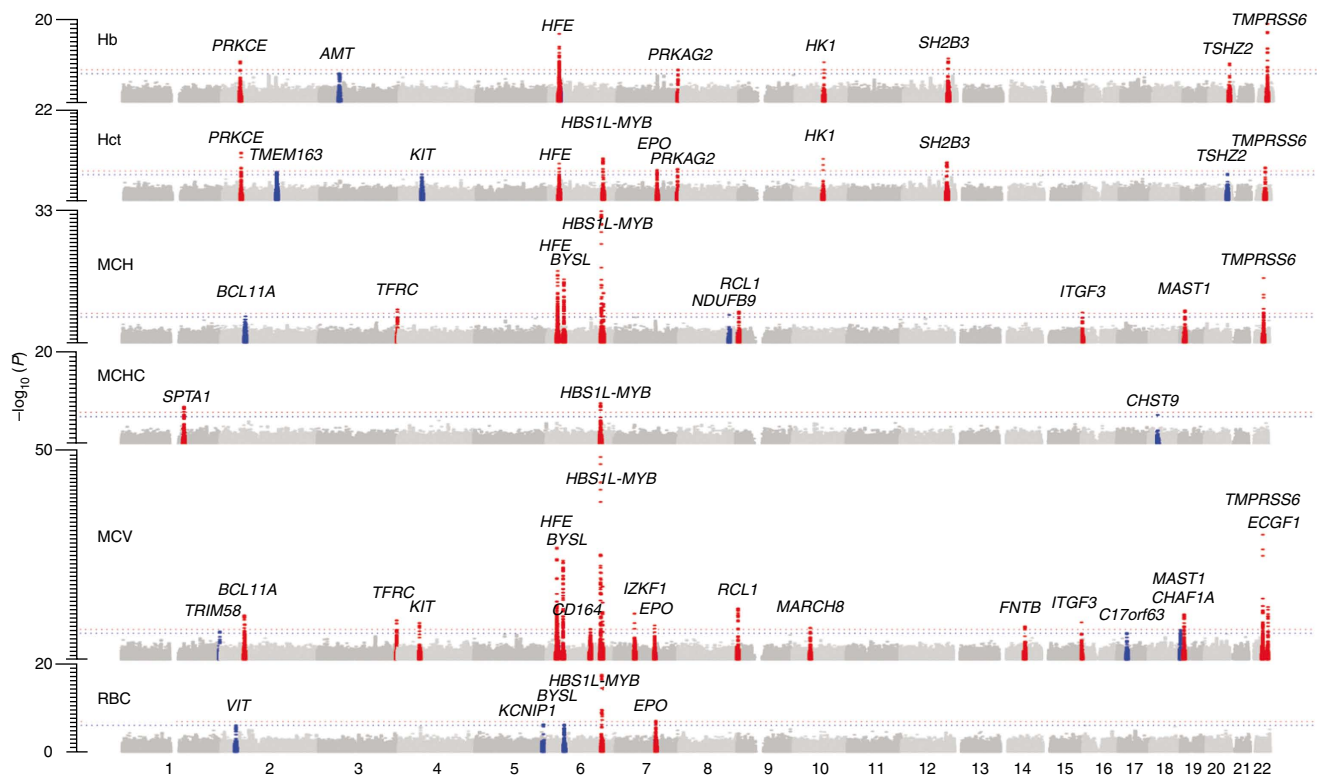 20
Hb
PRKCE
AMT
HFE
PRKAG2
HK1
SH2B3
TSHZ2
TMPRSS6
22
Hct
PRKCE
TMEM163
KIT
HFE
HBS1L-MYB
EPO
PRKAG2
HK1
SH2B3
TSHZ2
TMPRSS6
33
MCH
BCL11A
TFRC
HFE
BYSL
HBS1L-MYB
NDUFB9
RCL1
ITGF3
MAST1
TMPRSS6
20
MCHC
SPTA1
HBS1L-MYB
CHST9
–log10 (P)
50
MCV
TRIM58
BCL11A
TFRC
KIT
HFE
BYSL
CD164
HBS1L-MYB
IZKF1
EPO
RCL1
MARCH8
FNTB
ITGF3
C17orf63
MAST1
CHAF1A
TMPRSS6
ECGF1
20
RBC
VIT
KCNIP1
BYSL
HBS1L-MYB
EPO
0
1 2 3 4 5 6 7 8 9 10 11 12 13 14 15 16 17 18 19 20 21 22